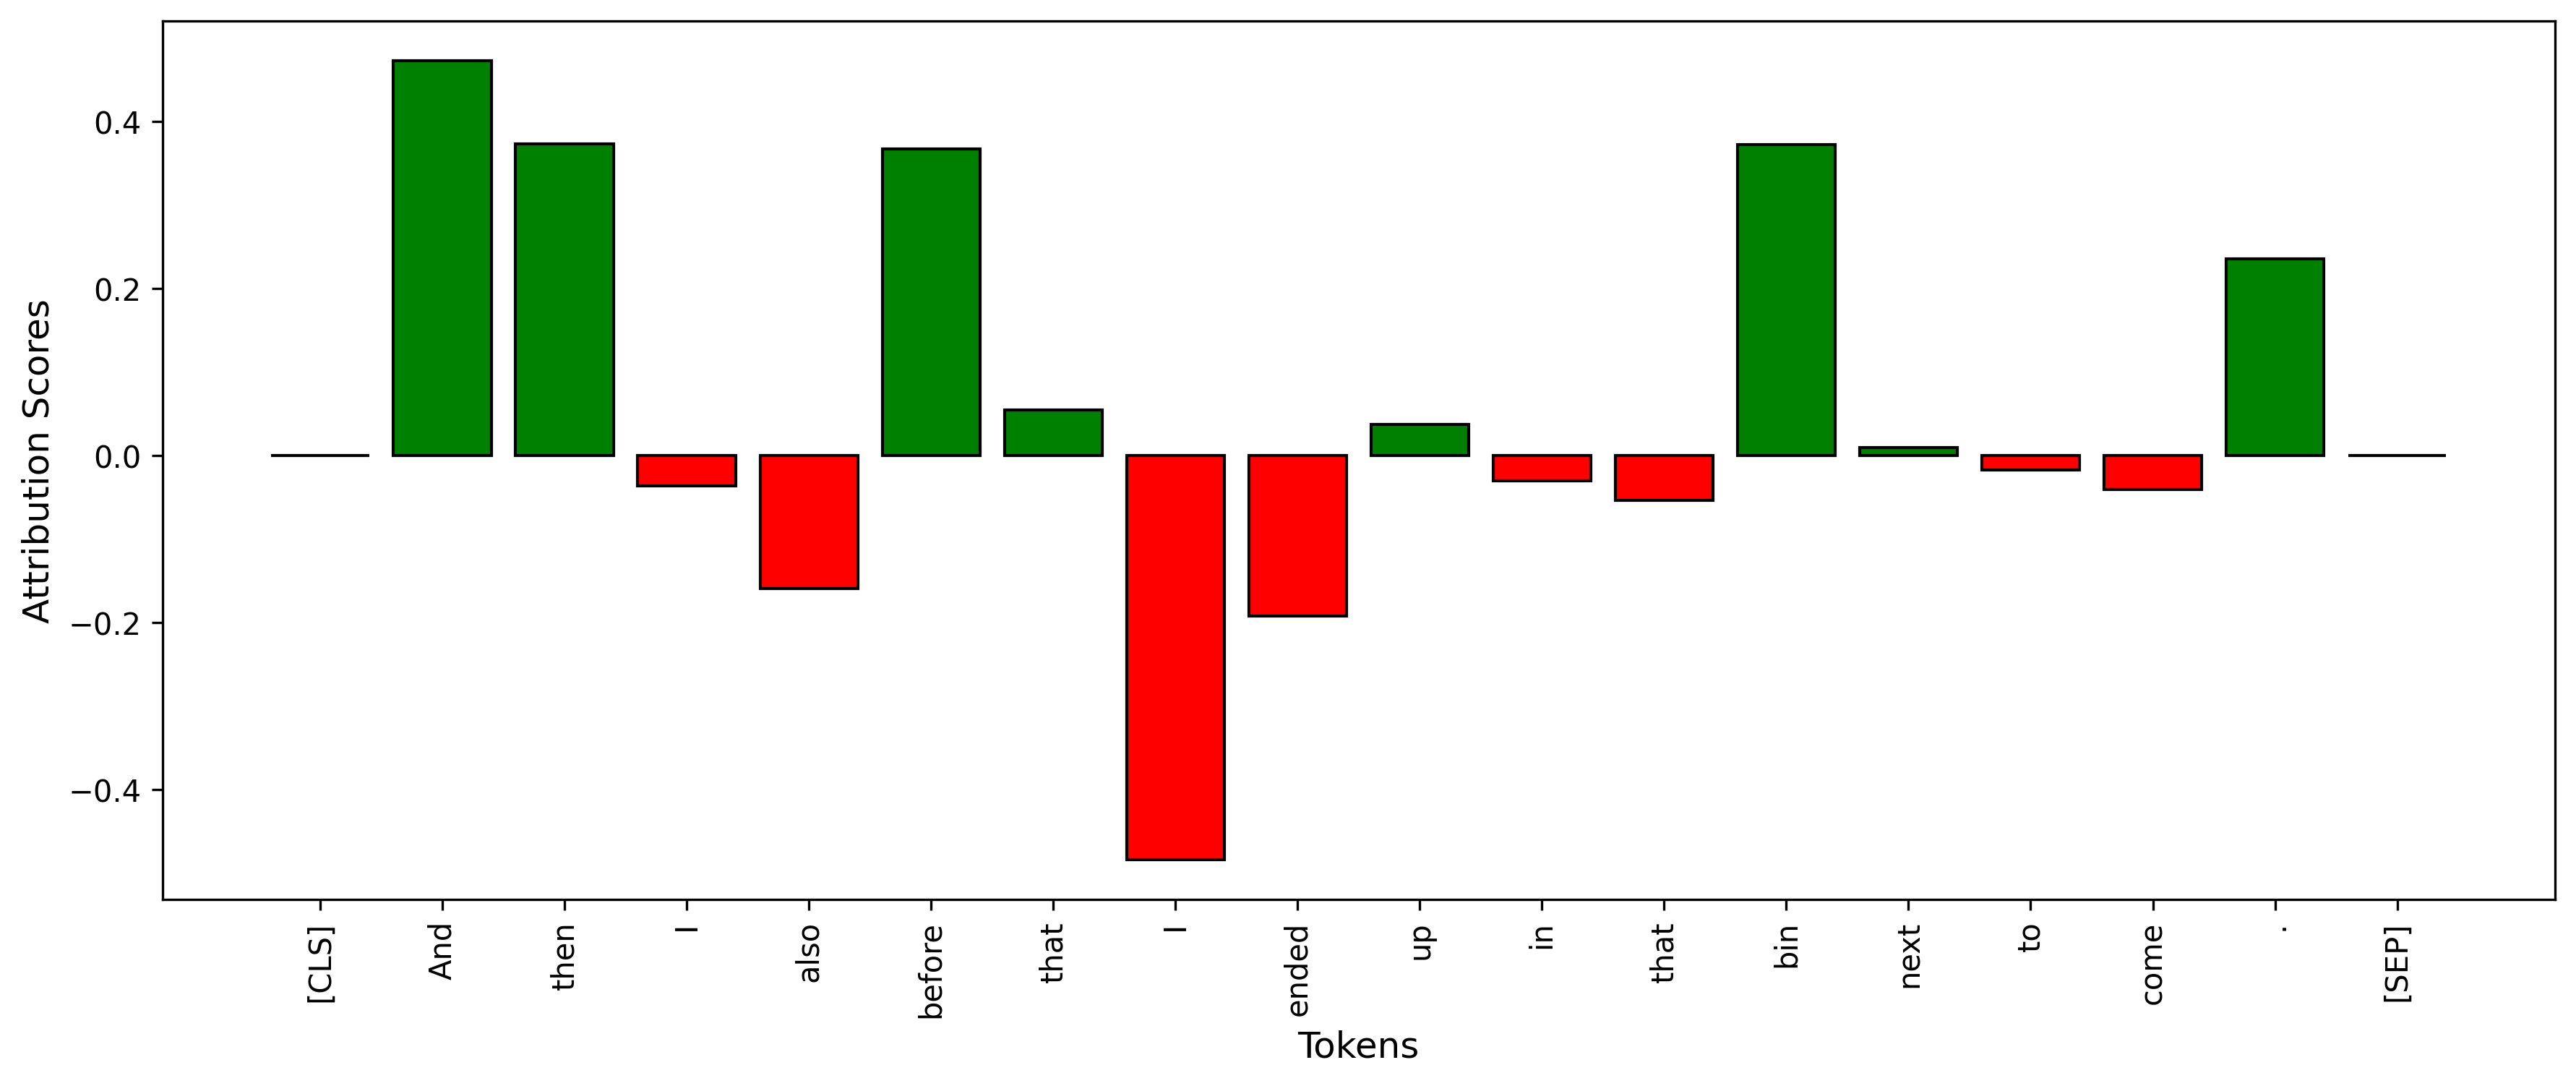 Attribution Scores
0.4
0.2
0.0
−0.2
−0.4
[CLS]
And
then
I
also
before
that
I
ended
up
in
that
bin
next
to
come
.
[SEP]
Tokens